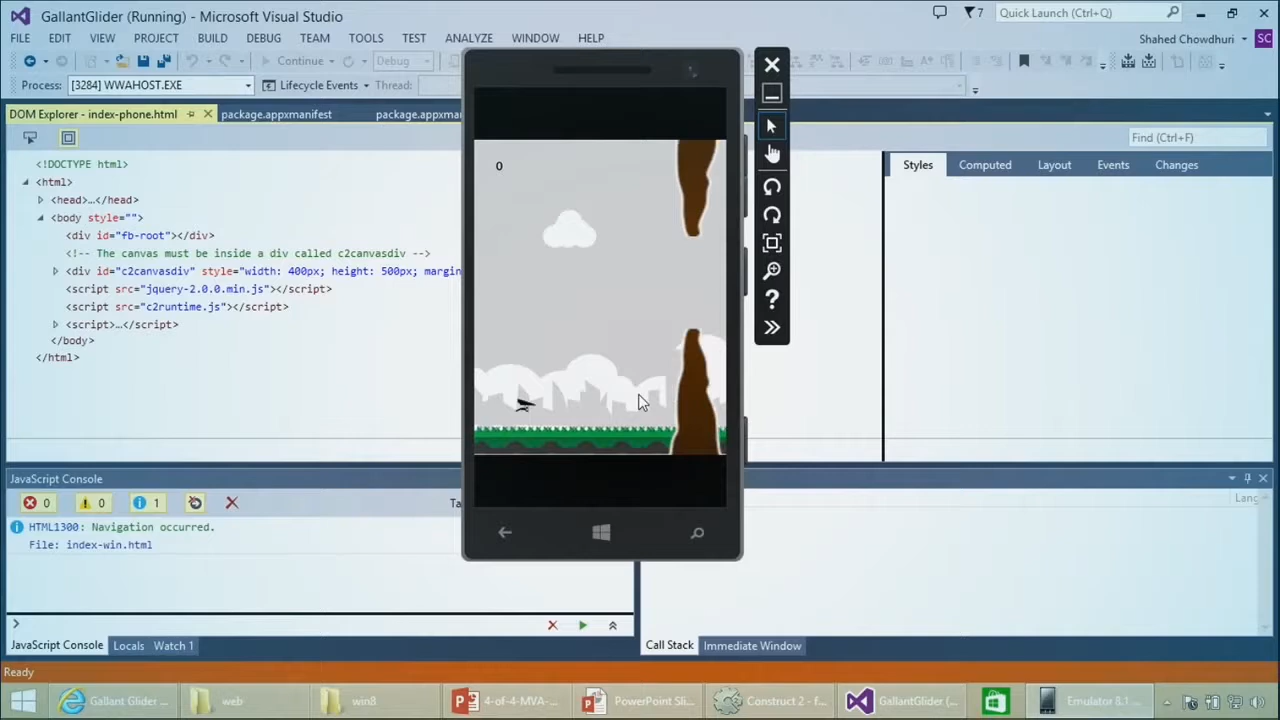 GallantGlider (Running) - Microsoft Visual Studio
7
Quick Launch (Ctrl+Q)
FILE EDIT VIEW PROJECT BUILD DEBUG TEAM TOOLS TEST ANALYZE WINDOW HELP
Shahed Chowdhuri
SC
Continue
Debug
Process: [3284] WWAHOST.EXE
Lifecycle Events
Thread:
DOM Explorer - index-phone.html
package.appxmanifest
package.appxman
Find (Ctrl+F)
<!DOCTYPE html>
<html>
<head>…</head>
<body style="">
<div id="fb-root"></div>
<!-- The canvas must be inside a div called c2canvasdiv -->
<div id="c2canvasdiv" style="width: 400px; height: 500px; margin
<script src="jquery-2.0.0.min.js"></script>
<script src="c2runtime.js"></script>
<script>…</script>
</body>
</html>
0
?
Styles Computed Layout Events Changes
JavaScript Console
0
0
1
Ta
HTML1300: Navigation occurred.
File: index-win.html
Lang
JavaScript Console Locals Watch 1
Call Stack Immediate Window
Ready
Gallant Glider ...
web
win8
4-of-4-MVA-...
PowerPoint Sli...
Construct 2 - f...
GallantGlider (...
Emulator 8.1 ...